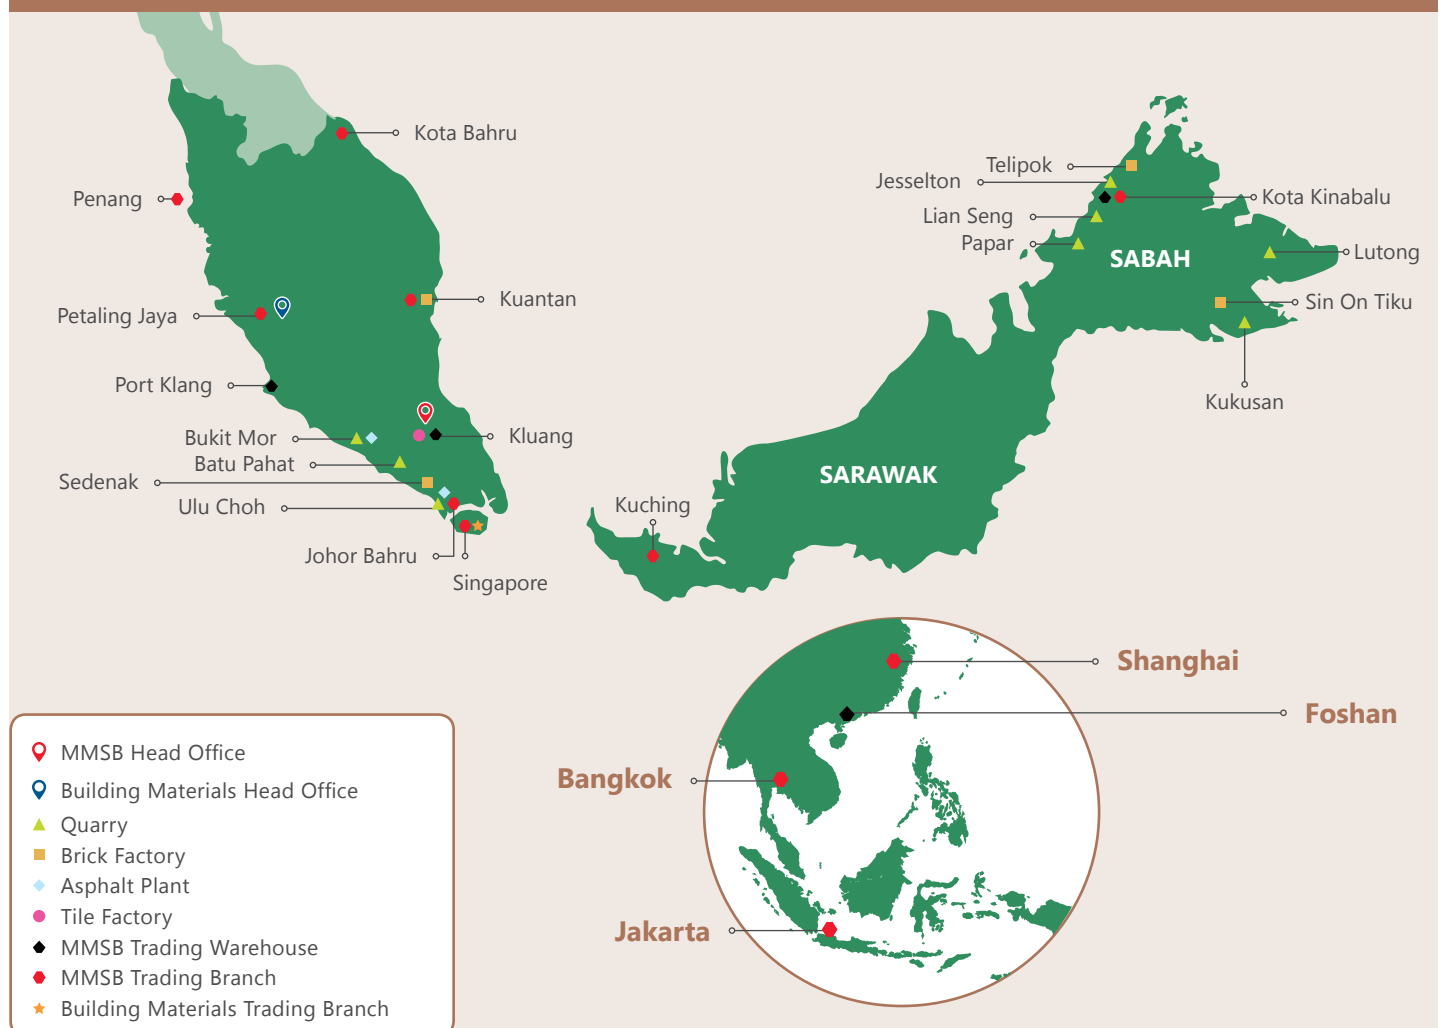 Kota Bahru
Penang
Kuantan
Petaling Jaya
Port Klang
Bukit Mor
Kluang
Batu Pahat
Sedenak
Ulu Choh
Johor Bahru
Singapore
Telipok
Jesselton
Kota Kinabalu
Lian Seng
Papar
SABAH
Lutong
Sin On Tiku
Kukusan
SARAWAK
Kuching
Shanghai
Foshan
Bangkok
Jakarta
MMSB Head Office
Building Materials Head Office
Quarry
Brick Factory
Asphalt Plant
Tile Factory
MMSB Trading Warehouse
MMSB Trading Branch
Building Materials Trading Branch